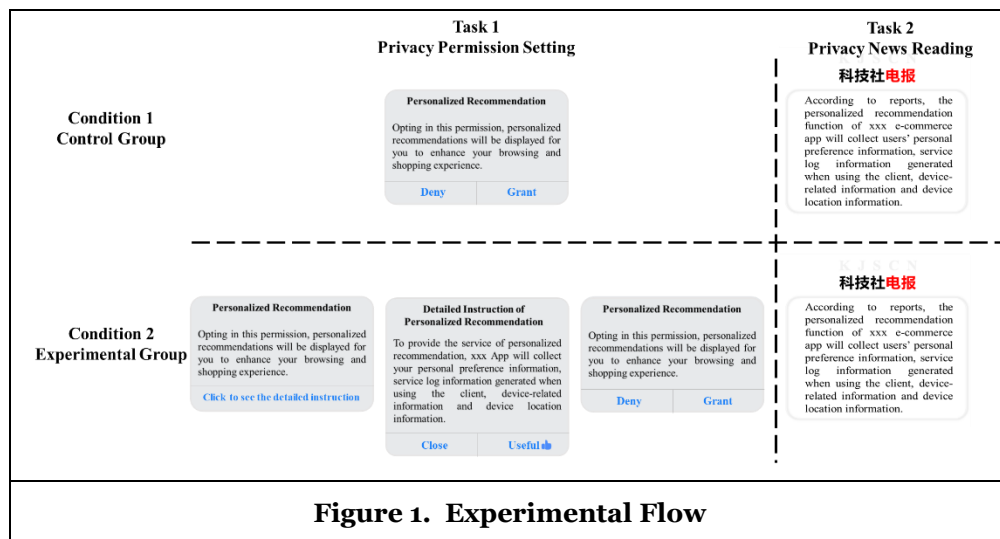 Task 1
Privacy Permission Setting
Task 2
Privacy News Reading
Condition 1
Control Group
Personalized Recommendation
Opting in this permission, personalized
recommendations will be displayed for
you to enhance your browsing and
shopping experience.
Deny
Grant
K J S C N
科技社电报
According to reports, the
personalized recommendation
function of xxx e-commerce
app will collect users' personal
preference information, service
log information generated
when using the client, device-
related information and device
location information.
Condition 2
Experimental Group
Personalized Recommendation
Opting in this permission, personalized
recommendations will be displayed for
you to enhance your browsing and
shopping experience.
Click to see the detailed instruction
Detailed Instruction of
Personalized Recommendation
To provide the service of personalized
recommendation, xxx App will collect
your personal preference information,
service log information generated when
using the client, device-related
information and device location
information.
Close
Useful
Personalized Recommendation
Opting in this permission, personalized
recommendations will be displayed for
you to enhance your browsing and
shopping experience.
Deny
Grant
K J S C N
科技社电报
According to reports, the
personalized recommendation
function of xxx e-commerce
app will collect users' personal
preference information, service
log information generated
when using the client, device-
related information and device
location information.
Figure 1. Experimental Flow